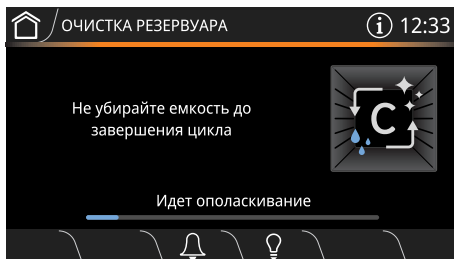 ОЧИСТКА РЕЗЕРВУАРА
12:33
Не убирайте емкость до
завершения цикла
C
Идет ополаскивание